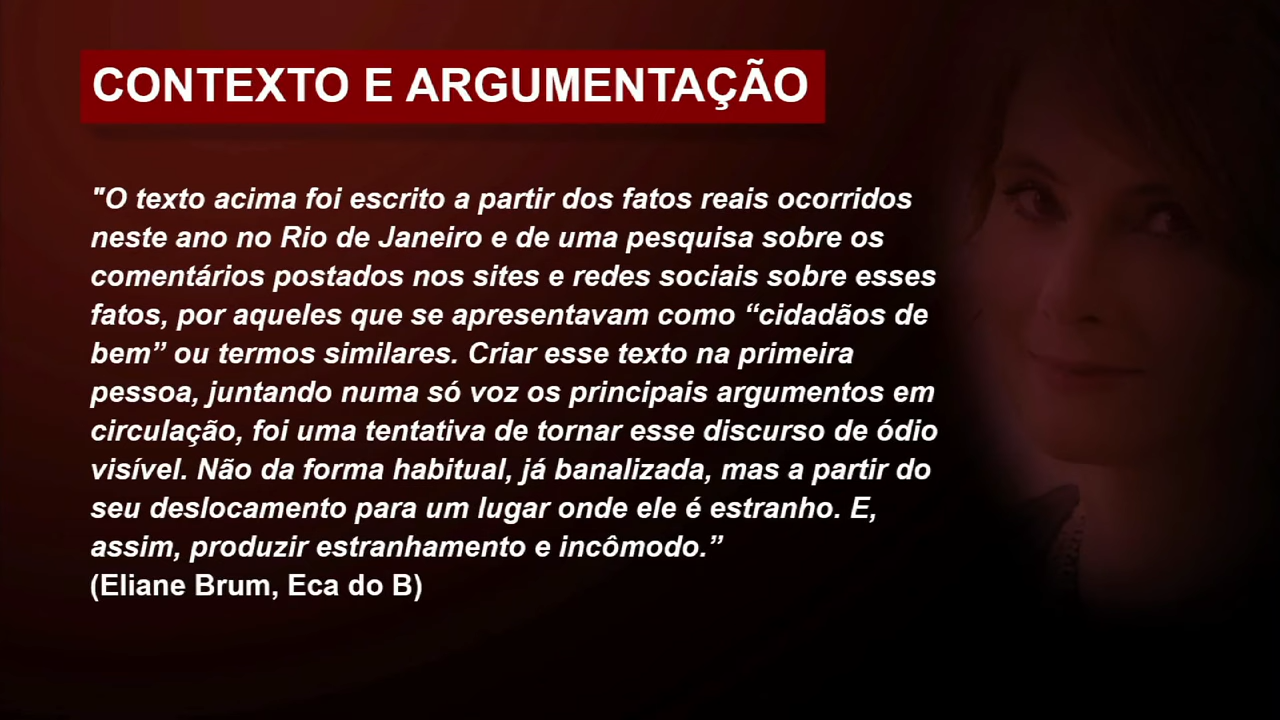 CONTEXTO E ARGUMENTAÇÃO
"O texto acima foi escrito a partir dos fatos reais ocorridos
neste ano no Rio de Janeiro e de uma pesquisa sobre os
comentários postados nos sites e redes sociais sobre esses
fatos, por aqueles que se apresentavam como “cidadãos de
bem” ou termos similares. Criar esse texto na primeira
pessoa, juntando numa só voz os principais argumentos em
circulação, foi uma tentativa de tornar esse discurso de ódio
visível. Não da forma habitual, já banalizada, mas a partir do
seu deslocamento para um lugar onde ele é estranho. E,
assim, produzir estranhamento e incômodo.”
(Eliane Brum, Eca do B)